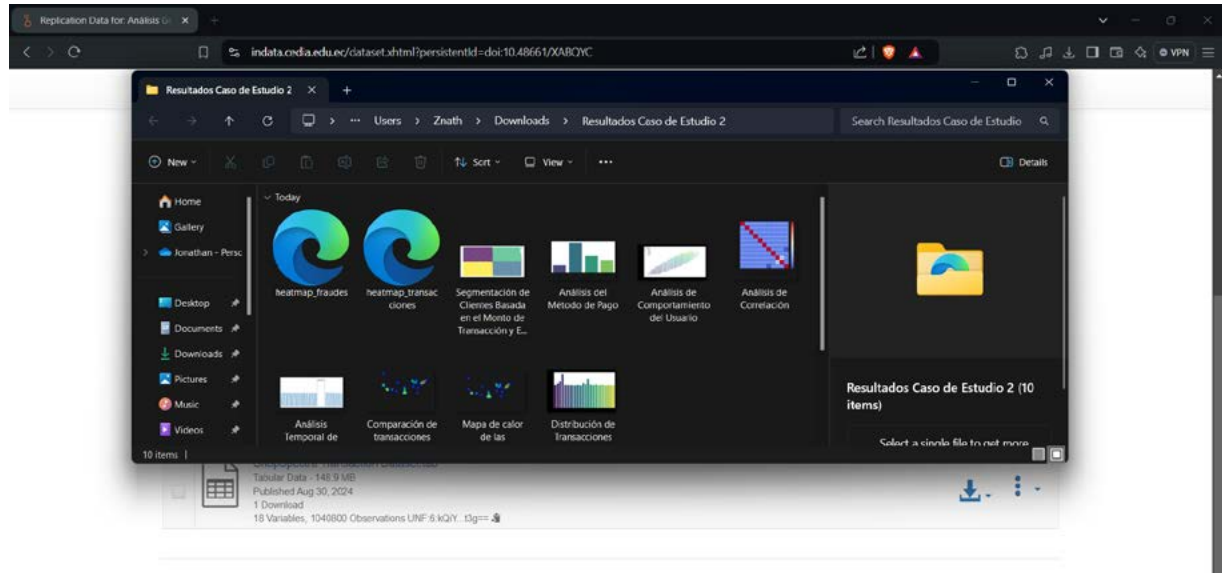 Replication Data for: Análisis
indata.cedia.edu.ec/dataset.xhtml?persistentId=doi:10.48661/XABQYC
VPN
Resultados Caso de Estudio 2
Users > Znath > Downloads > Resultados Caso de Estudio 2
Search Resultados Caso de Estudio
New
Sort
View
Details
Home
Gallery
Jonathan - Persc
Desktop
Documents
Downloads
Pictures
Music
Videos
Today
heatmap_fraudes
heatmap_transac
ciones
Segmentación de
Clientes Basada
en el Monto de
Transacción y E...
Análisis del
Método de Pago
Análisis de
Comportamiento
del Usuario
Análisis de
Correlación
Análisis
Temporal de
Comparación de
transacciones
Mapa de calor
de las
Distribución de
Transacciones
Resultados Caso de Estudio 2 (10
items)
Select a single file to get more
10 items
Tabular Data - 148.9 MB
Published Aug 30, 2024
1 Download
18 Variables, 1040800 Observations UNF:6:kQiY...t3g==